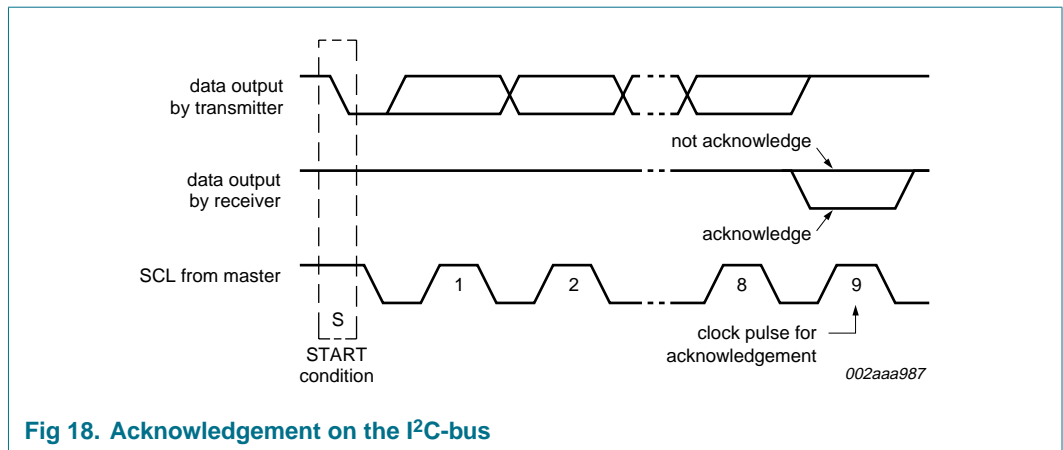 data output
by transmitter
not acknowledge
data output
by receiver
acknowledge
SCL from master
1
2
8
9
S
START
condition
clock pulse for
acknowledgement
002aaa987
Fig 18. Acknowledgement on the I²C-bus